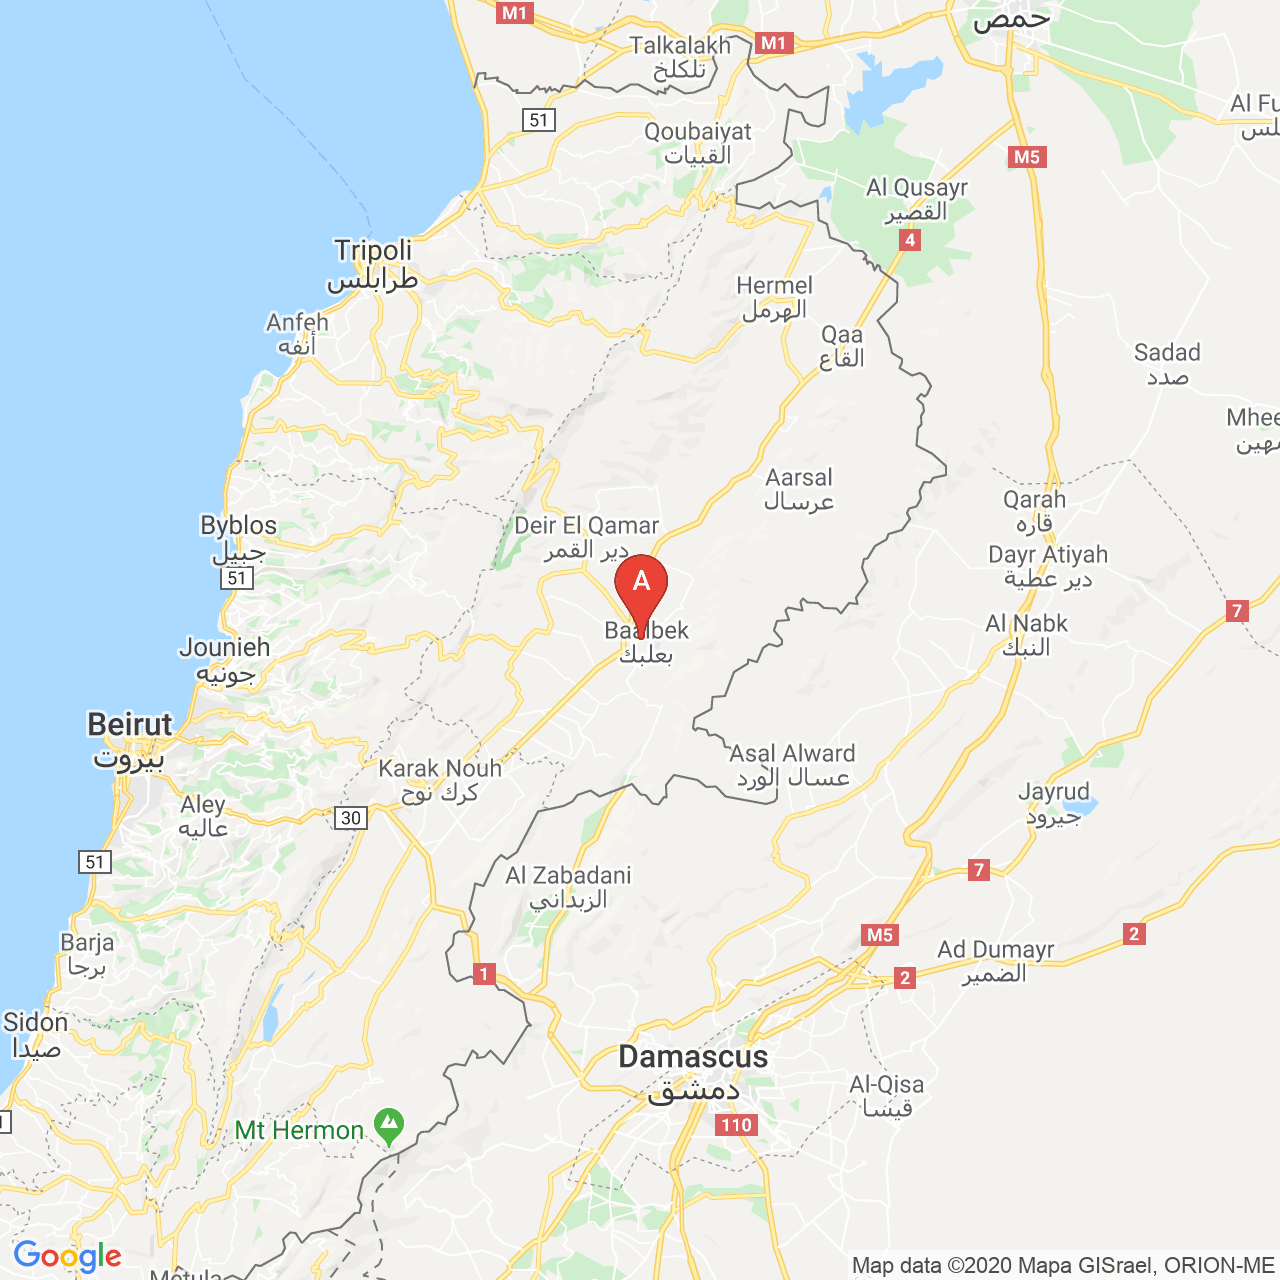 M1
حمص
Talkalakh
تلكلخ
M1
51
Al Fu
Qoubaiyat
القبيات
M5
Al Qusayr
القصير
4
Tripoli
طرابلس
Hermel
الهرمل
Anfeh
أنفه
Qaa
القاع
Sadad
صدد
Mhee
Aarsal
عرسال
Qarah
قاره
Byblos
جبيل
Deir El Qamar
دير القمر
Dayr Atiyah
دير عطية
51
A
7
Baalbek
بعلبك
Al Nabk
النبك
Jounieh
جونيه
Beirut
بيروت
Asal Alward
عسال الورد
Karak Nouh
كرك نوح
Jayrud
جيرود
Aley
عاليه
30
51
7
Al Zabadani
الزبداني
M5
2
Barja
برجا
Ad Dumayr
الضمير
1
2
Sidon
صيدا
Damascus
دمشق
Al-Qisa
قيسا
110
Mt Hermon
Google
Metula
Map data ©2020 Mapa GISrael, ORION-ME